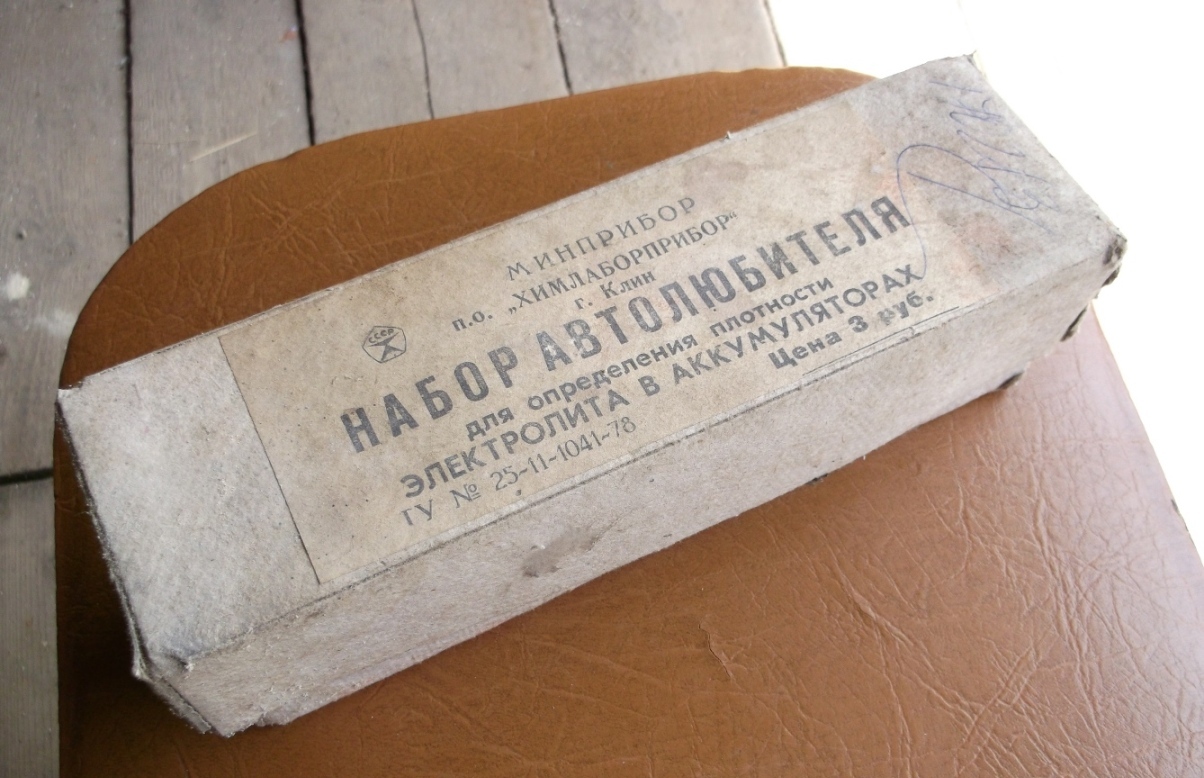 МИНПРИБОР
п.о. „ХИМЛАБОРПРИБОР"
г. Клин
СССР
НАБОР АВТОЛЮБИТЕЛЯ
для определения плотности
ЭЛЕКТРОЛИТА В АККУМУЛЯТОРАХ
ТУ № 25-11-1041-78
Цена 3 руб.